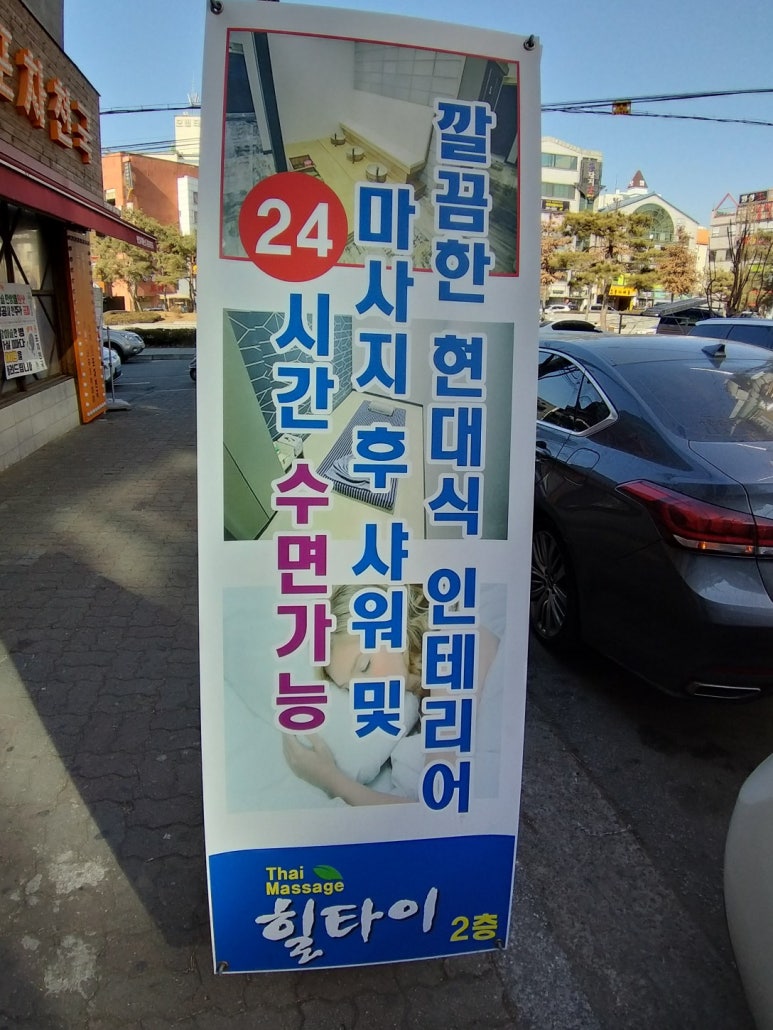 깔끔한 현대식 인테리어
마사지 후 샤워 및
24
시간 수면가능
Thai
Massage
힐타이
2층